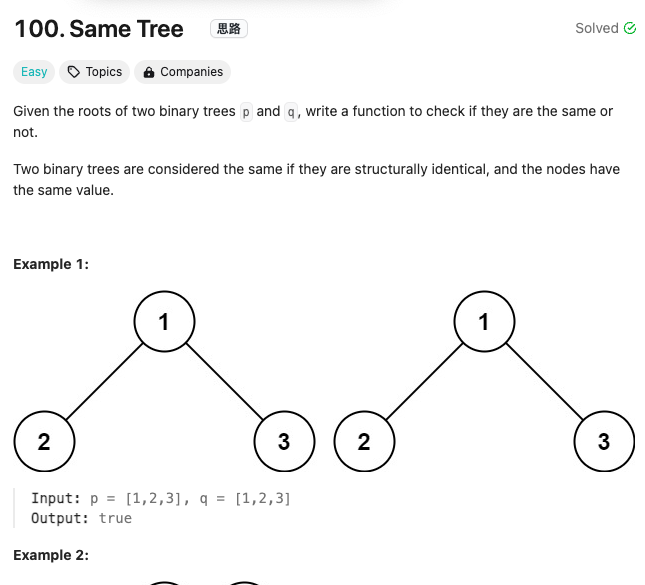 100. Same Tree 思路 Solved
Easy Topics Companies
Given the roots of two binary trees p and q, write a function to check if they are the same or
not.
Two binary trees are considered the same if they are structurally identical, and the nodes have
the same value.
Example 1:
1 1
2 3 2 3
Input: p = [1,2,3], q = [1,2,3]
Output: true
Example 2: